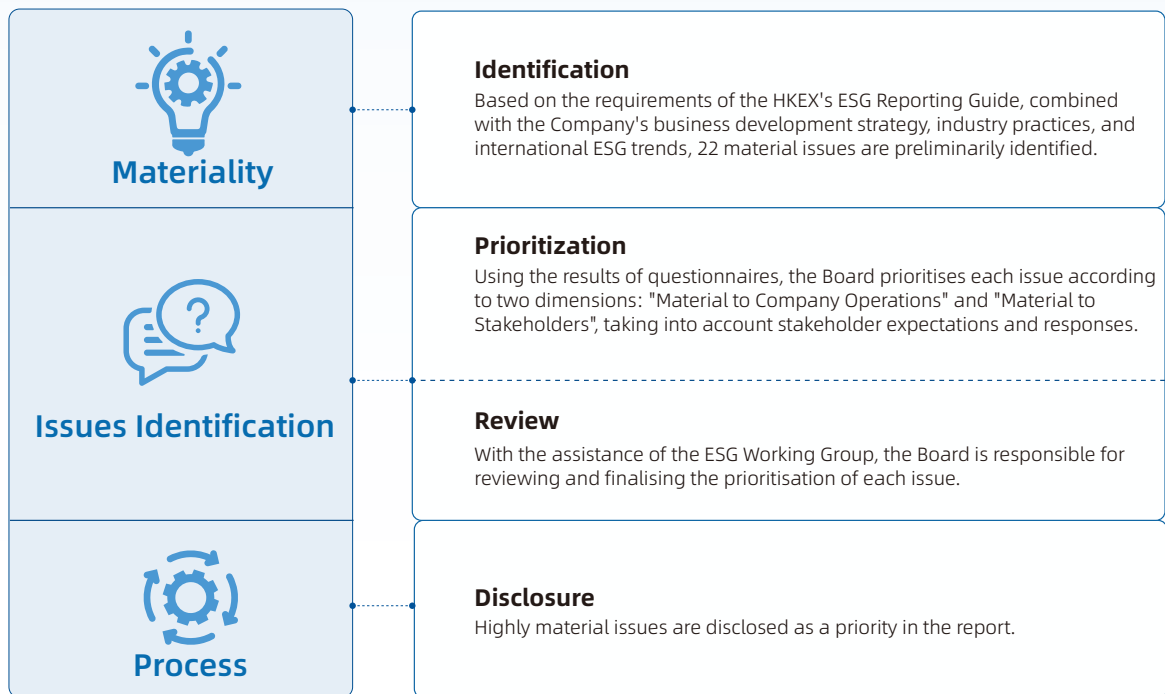 Materiality
Identification
Based on the requirements of the HKEX's ESG Reporting Guide, combined
with the Company's business development strategy, industry practices, and
international ESG trends, 22 material issues are preliminarily identified.
?
Issues Identification
Prioritization
Using the results of questionnaires, the Board prioritises each issue according
to two dimensions: "Material to Company Operations" and "Material to
Stakeholders", taking into account stakeholder expectations and responses.
Review
With the assistance of the ESG Working Group, the Board is responsible for
reviewing and finalising the prioritisation of each issue.
Process
Disclosure
Highly material issues are disclosed as a priority in the report.